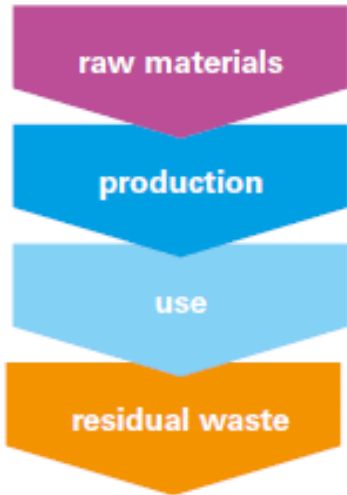 raw materials
production
use
residual waste